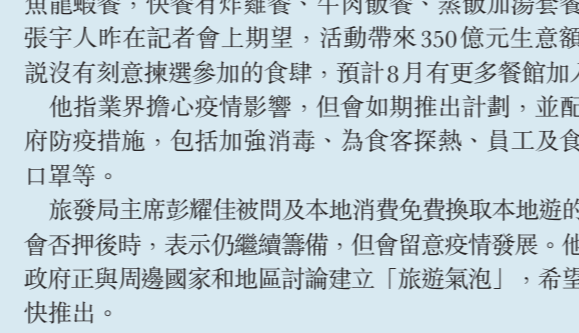 魚龍蝦餐，快餐有炸雞餐、牛肉飯餐、蒸飯加湯套餐
張宇人昨在記者會上期望，活動帶來350億元生意額
説沒有刻意揀選參加的食肆，預計8月有更多餐館加入
他指業界擔心疫情影響，但會如期推出計劃，並配
府防疫措施，包括加強消毒、為食客探熱、員工及食
口罩等。
旅發局主席彭耀佳被問及本地消費免費換取本地遊的
會否押後時，表示仍繼續籌備，但會留意疫情發展。他
政府正與周邊國家和地區討論建立「旅遊氣泡」，希望
快推出。